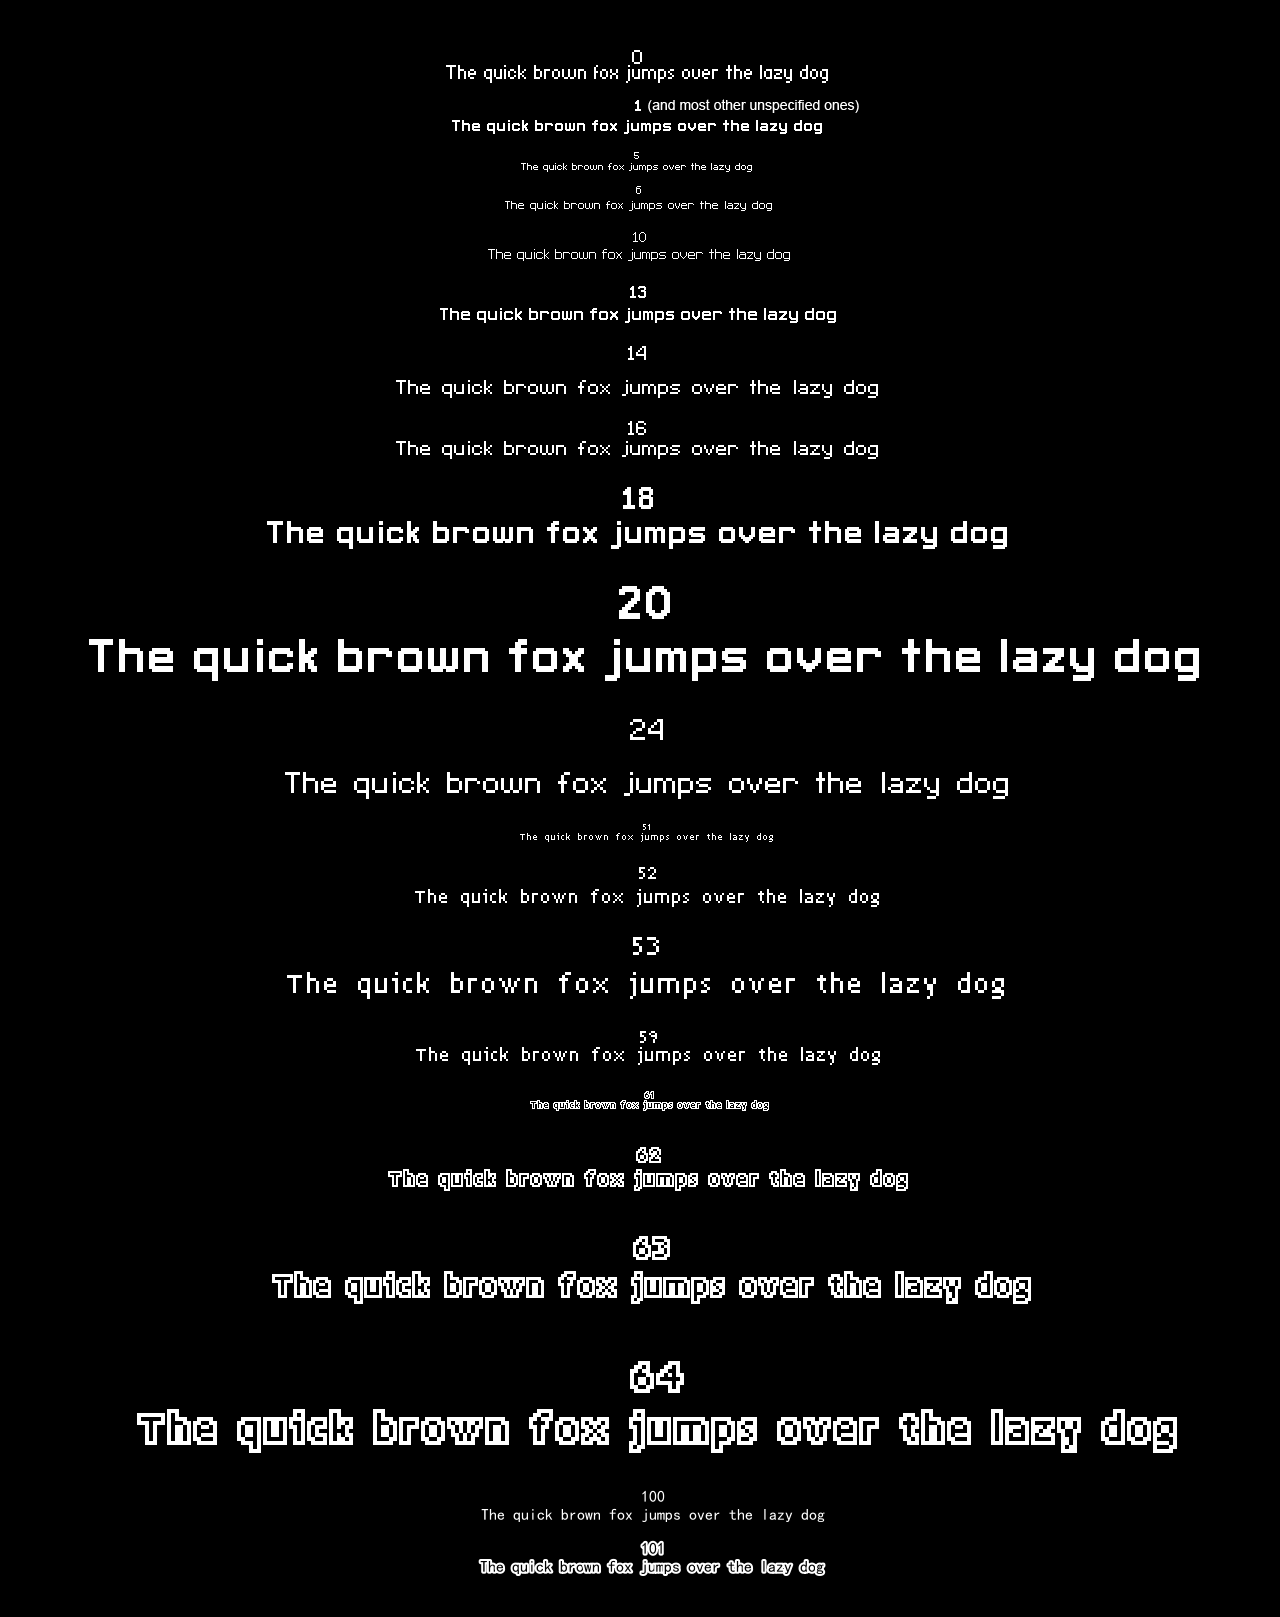 0
The quick brown fox jumps over the lazy dog
1 (and most other unspecified ones)
The quick brown fox jumps over the lazy dog
5
The quick brown fox jumps over the lazy dog
6
The quick brown fox jumps over the lazy dog
10
The quick brown fox jumps over the lazy dog
13
The quick brown fox jumps over the lazy dog
14
The quick brown fox jumps over the lazy dog
16
The quick brown fox jumps over the lazy dog
18
The quick brown fox jumps over the lazy dog
20
The quick brown fox jumps over the lazy dog
24
The quick brown fox jumps over the lazy dog
51
The quick brown fox jumps over the lazy dog
52
The quick brown fox jumps over the lazy dog
53
The quick brown fox jumps over the lazy dog
59
The quick brown fox jumps over the lazy dog
61
The quick brown fox jumps over the lazy dog
62
The quick brown fox jumps over the lazy dog
63
The quick brown fox jumps over the lazy dog
64
The quick brown fox jumps over the lazy dog
100
The quick brown fox jumps over the lazy dog
101
The quick brown fox jumps over the lazy dog